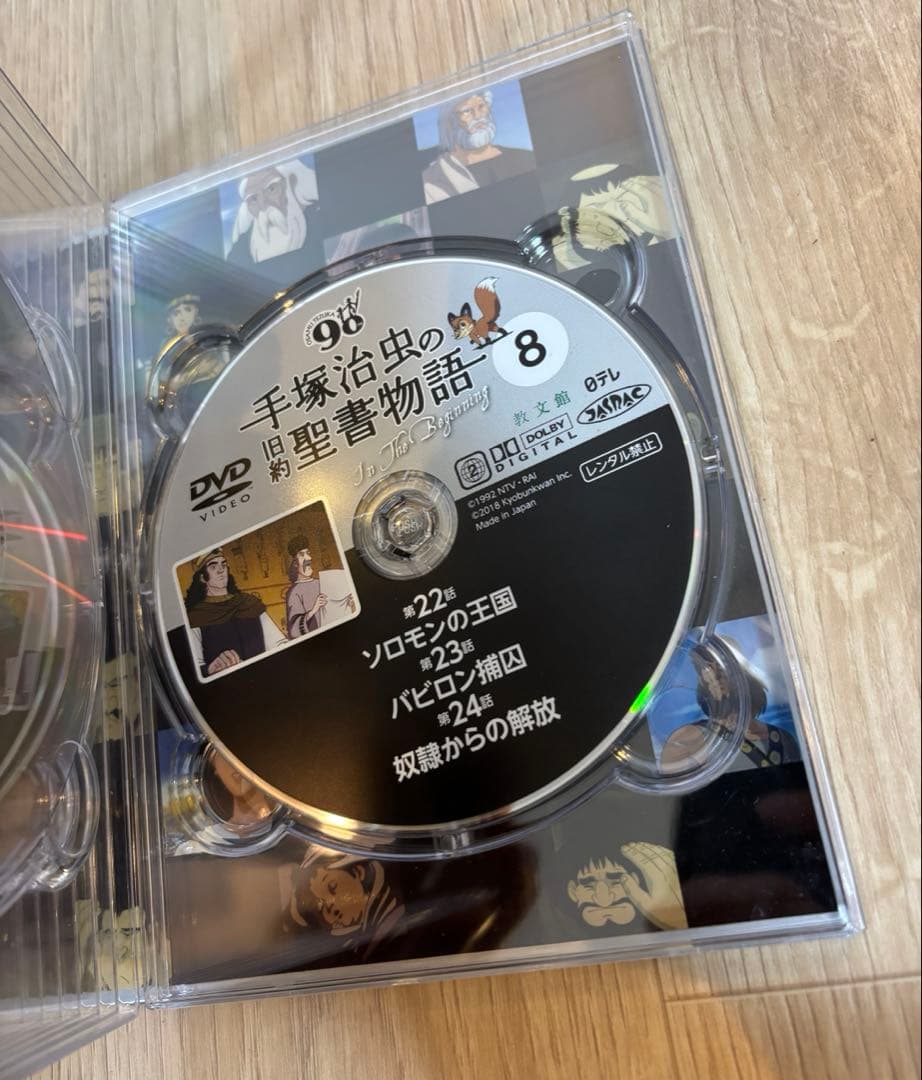 OSAMU TEZUKA
90th
手塚治虫の
旧約
聖書物語
In The Beginning
8
DVD
VIDEO
教文館
日テレ
2
DOLBY
DIGITAL
JASRAC
©1992 NTV - RAI
©2018 Kyobunkwan Inc.
Made in Japan
レンタル禁止
第22話
ソロモンの王国
第23話
バビロン捕囚
第24話
奴隷からの解放